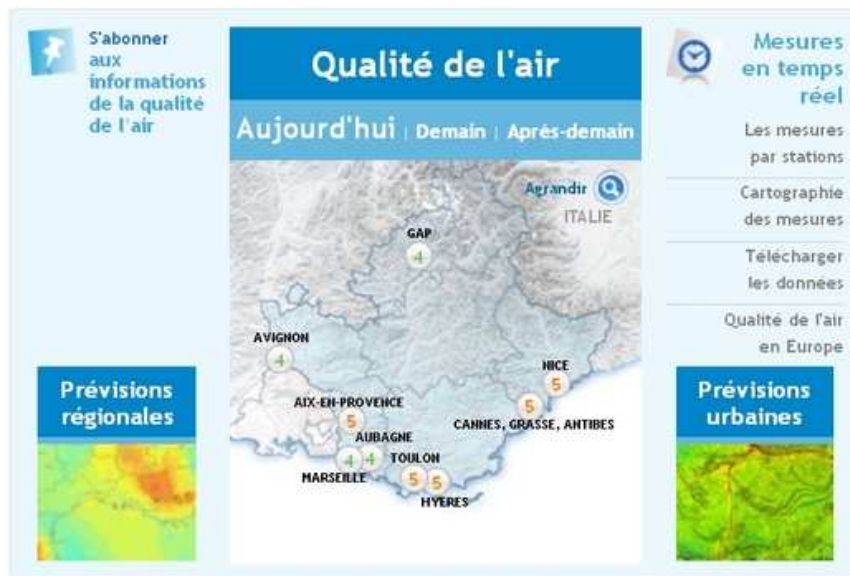 S'abonner
aux
informations
de la qualité
de l'air
Qualité de l'air
Aujourd'hui | Demain | Après-demain
Agrandir
ITALIE
GAP
4
AVIGNON
4
NICE
5
AIX-EN-PROVENCE
5
5
CANNES, GRASSE, ANTIBES
AUBAGNE
4
4
TOULON
MARSEILLE
5
5
HYERES
Mesures
en temps
réel
Les mesures
par stations
Cartographie
des mesures
Télécharger
les données
Qualité de l'air
en Europe
Prévisions
régionales
Prévisions
urbaines